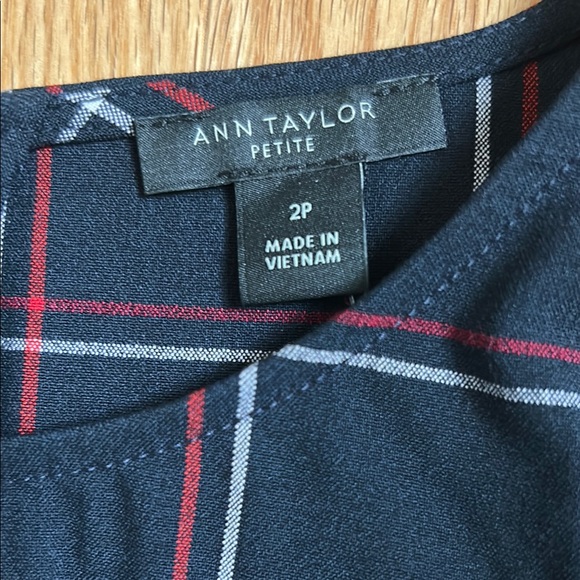 ANN TAYLOR
PETITE
2P
MADE IN
VIETNAM